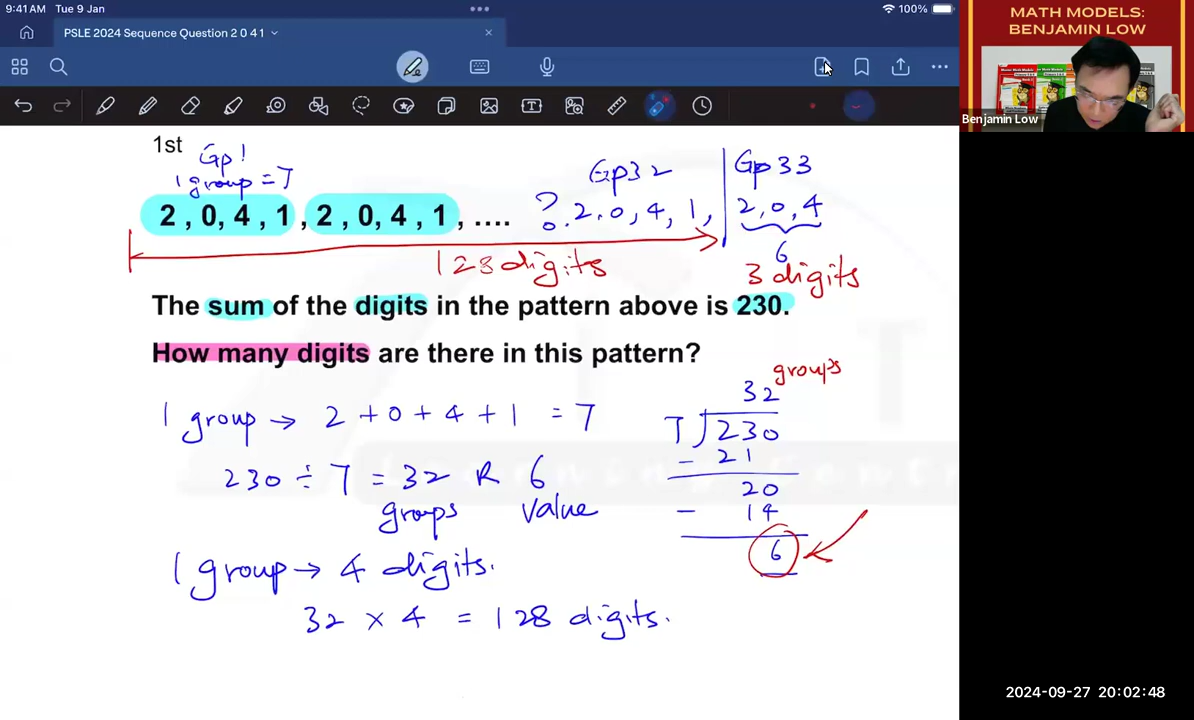 9:41 AM Tue 9 Jan
100%
PSLE 2024 Sequence Question 2 0 4 1
MATH MODELS:
BENJAMIN LOW
Benjamin Low
1st
Gp 1
1 group = 7
Gp 32
Gp 33
2 , 0, 4 , 1 , 2 , 0, 4 , 1 , .... ?. 2, 0, 4, 1, 2, 0, 4
6
128 digits
3 digits
The sum of the digits in the pattern above is 230.
How many digits are there in this pattern?
32 groups
1 group → 2 + 0 + 4 + 1 = 7
7 230
- 21
230 ÷ 7 = 32 R 6
20
groups value
- 14
6
1 group → 4 digits.
32 × 4 = 128 digits.
2024-09-27 20:02:48